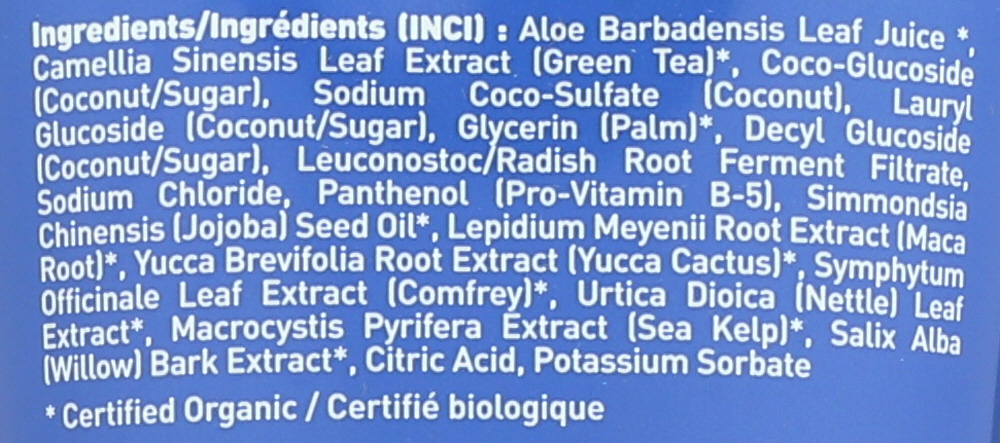 Ingredients/Ingrédients (INCI) : Aloe Barbadensis Leaf Juice *,
Camellia Sinensis Leaf Extract (Green Tea)*, Coco-Glucoside
(Coconut/Sugar), Sodium Coco-Sulfate (Coconut), Lauryl
Glucoside (Coconut/Sugar), Glycerin (Palm)*, Decyl Glucoside
(Coconut/Sugar), Leuconostoc/Radish Root Ferment Filtrate,
Sodium Chloride, Panthenol (Pro-Vitamin B-5), Simmondsia
Chinensis (Jojoba) Seed Oil*, Lepidium Meyenii Root Extract (Maca
Root)*, Yucca Brevifolia Root Extract (Yucca Cactus)*, Symphytum
Officinale Leaf Extract (Comfrey)*, Urtica Dioica (Nettle) Leaf
Extract*, Macrocystis Pyrifera Extract (Sea Kelp)*, Salix Alba
(Willow) Bark Extract*, Citric Acid, Potassium Sorbate
* Certified Organic / Certifié biologique